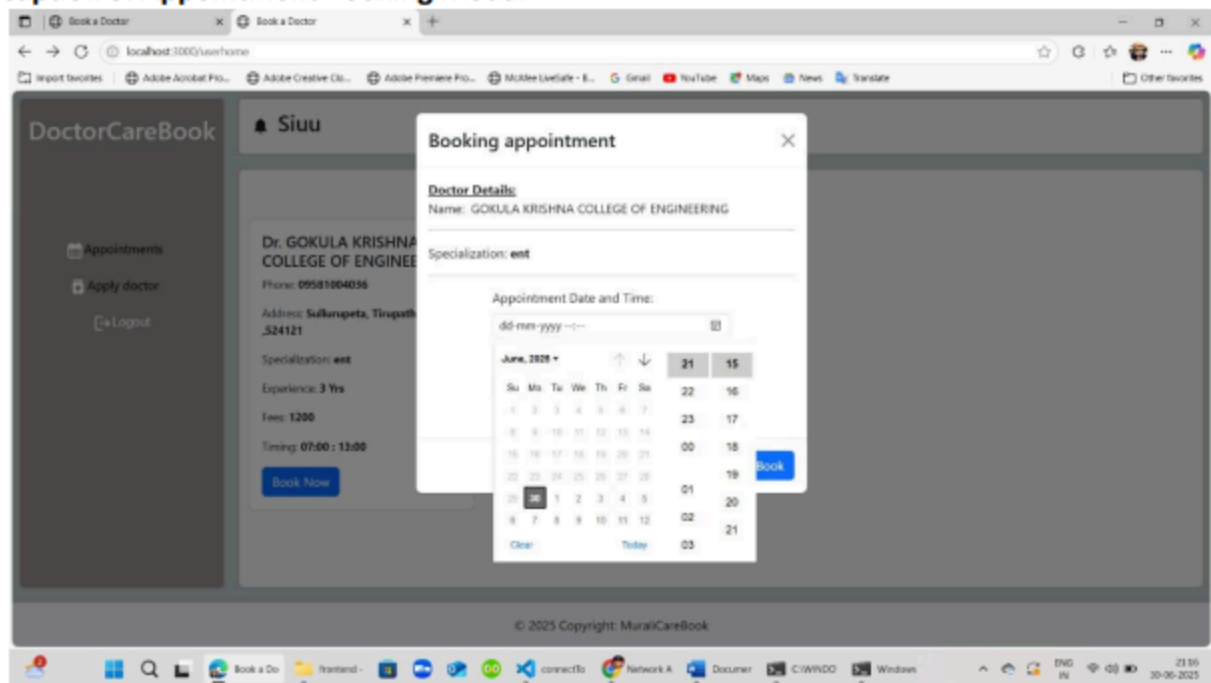 Book a Doctor
Book a Doctor
localhost:3000/userhome
Import favorites
Adobe Acrobat Pro...
Adobe Creative Clo...
Adobe Premiere Pro...
McAfee LiveSafe - B...
Gmail
YouTube
Maps
News
Translate
Other favorites
DoctorCareBook
Siuu
Appointments
Apply doctor
Logout
Dr. GOKULA KRISHNA
COLLEGE OF ENGINEE
Phone: 09581004036
Address: Sullurupeta, Tirupath
,524121
Specialization: ent
Experience: 3 Yrs
Fees: 1200
Timing: 07:00 : 13:00
Book Now
Booking appointment
Doctor Details:
Name: GOKULA KRISHNA COLLEGE OF ENGINEERING
Specialization: ent
Appointment Date and Time:
dd-mm-yyyy --:--
June, 2025
Su Mo Tu We Th Fr Sa
1 2 3 4 5 6 7
8 9 10 11 12 13 14
15 16 17 18 19 20 21
22 23 24 25 26 27 28
29 30 1 2 3 4 5
6 7 8 9 10 11 12
Clear Today
21 15
22 16
23 17
00 18
19
01
20
02
21
03
Book
© 2025 Copyright: MuraliCareBook
Book a Do
frontend -
connectTo
Network A
Documer
C:\WINDO
Windows
ENG
IN
30-06-2025